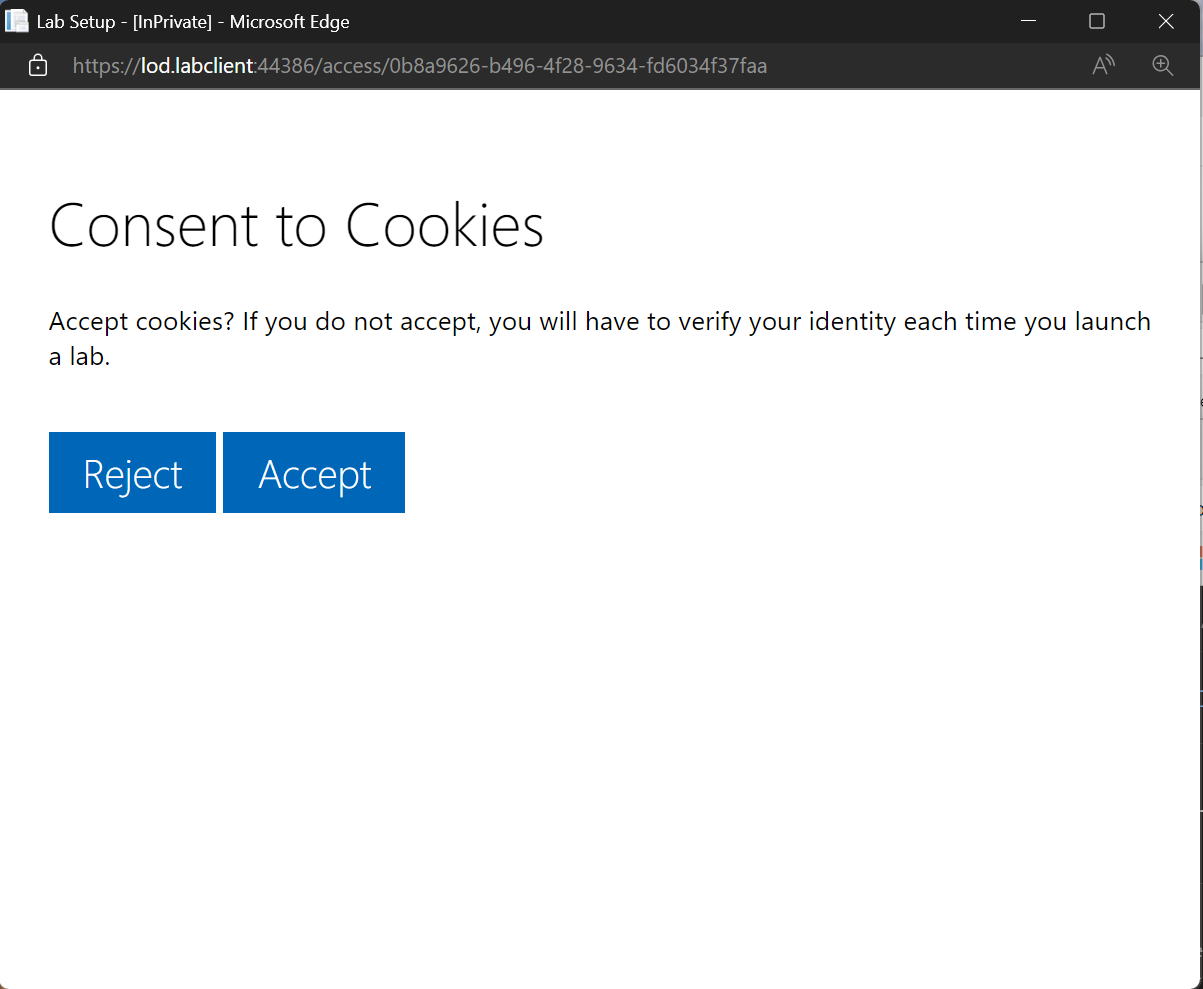 Lab Setup - [InPrivate] - Microsoft Edge
https://lod.labclient:44386/access/0b8a9626-b496-4f28-9634-fd6034f37faa
Consent to Cookies
Accept cookies? If you do not accept, you will have to verify your identity each time you launch
a lab.
Reject Accept